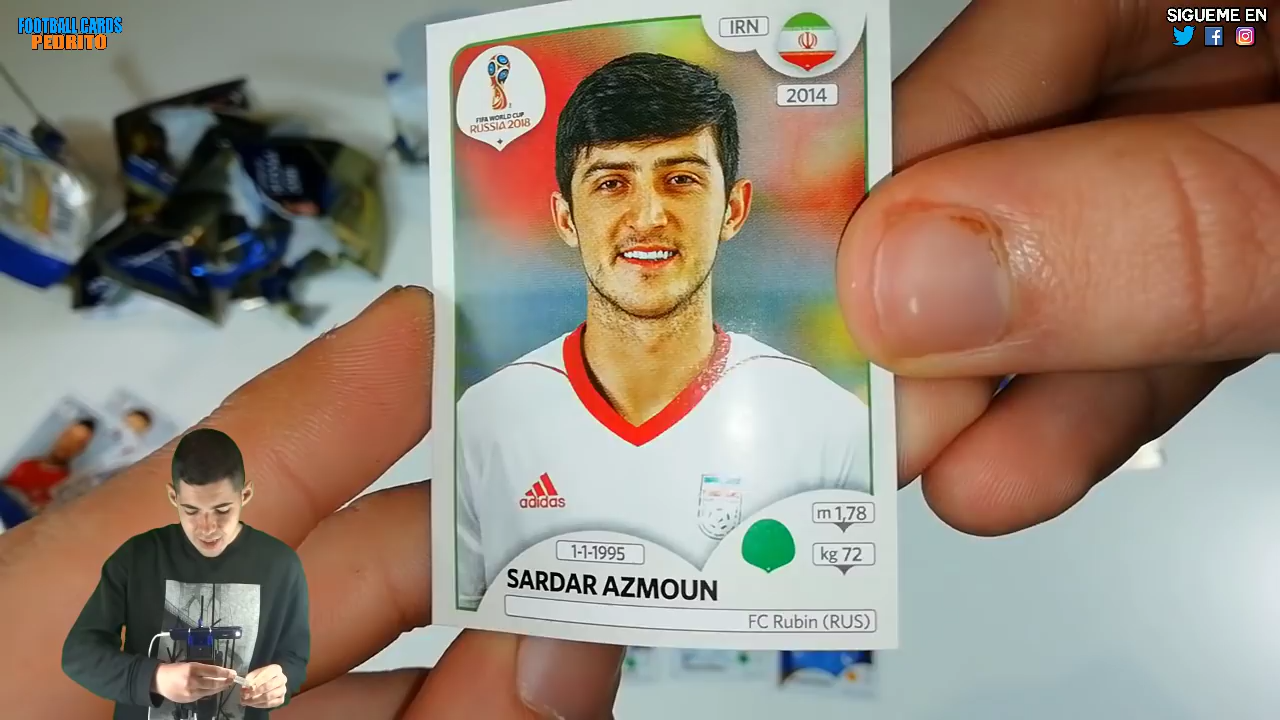 FOOTBALL CARDS
PEDRITO
SIGUEME EN
IRN
2014
FIFA WORLD CUP
RUSSIA 2018
adidas
m 1,78
1-1-1995
kg 72
SARDAR AZMOUN
FC Rubin (RUS)